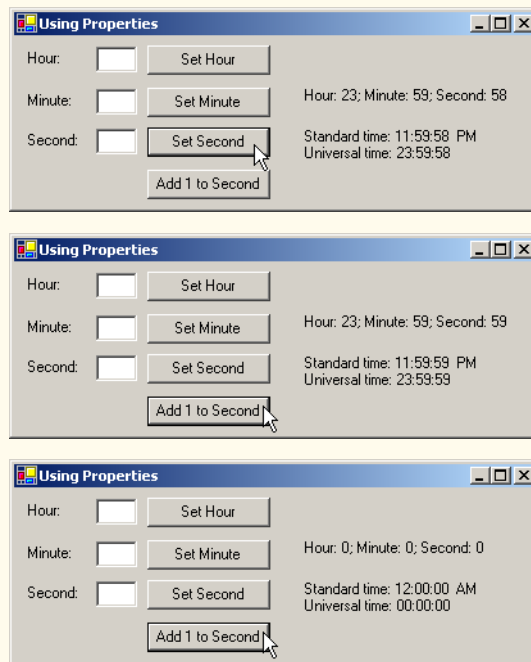 Using Properties
Hour: Set Hour
Minute: Set Minute Hour: 23; Minute: 59; Second: 58
Second: Set Second Standard time: 11:59:58 PM
Universal time: 23:59:58
Add 1 to Second
Using Properties
Hour: Set Hour
Minute: Set Minute Hour: 23; Minute: 59; Second: 59
Second: Set Second Standard time: 11:59:59 PM
Universal time: 23:59:59
Add 1 to Second
Using Properties
Hour: Set Hour
Minute: Set Minute Hour: 0; Minute: 0; Second: 0
Second: Set Second Standard time: 12:00:00 AM
Universal time: 00:00:00
Add 1 to Second